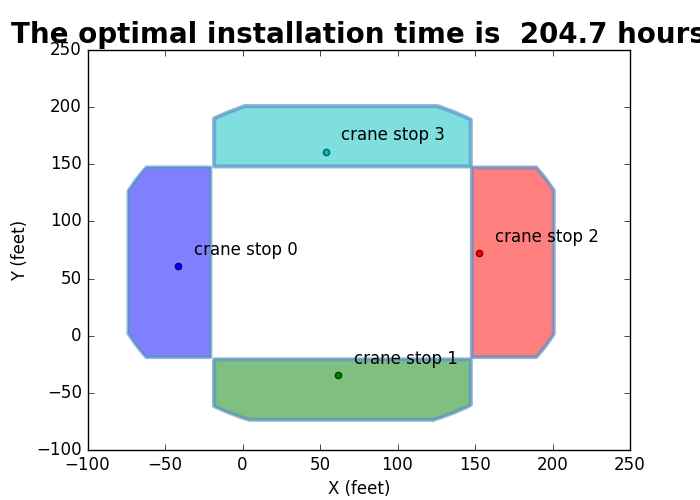 The optimal installation time is  204.7 hours
250
200
150
100
50
0
−50
−100
Y (feet)
crane stop 3
crane stop 2
crane stop 0
crane stop 1
−100
−50
0
50
100
150
200
250
X (feet)